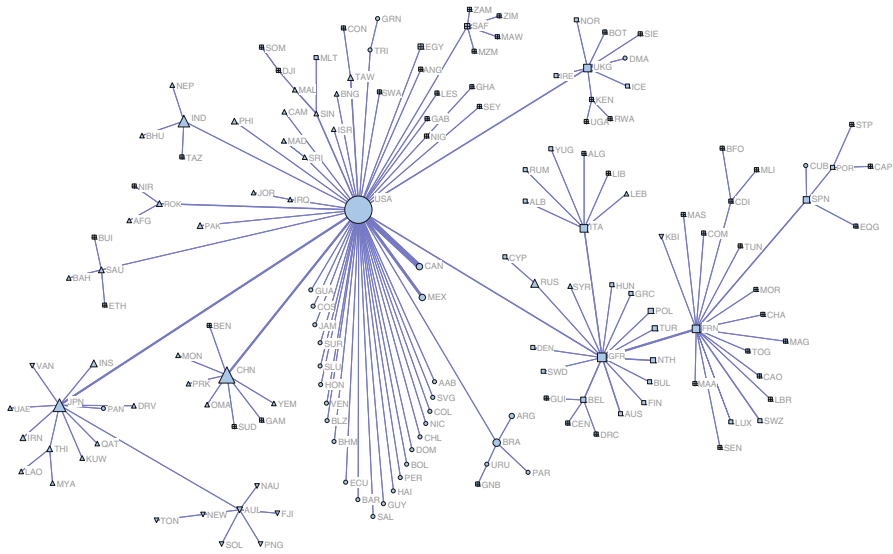 ZAM
GRN
ZIM
NOR
SAF
CON
BOT
SIE
MAW
TRI
SOM
EGY
MZM
MLT
DMA
UKG
DJI
ANG
IRE
TAW
NEP
ICE
GHA
MAL
BNG
SWA
LES
KEN
SEY
CAM
SIN
GAB
RWA
IND
PHI
UGA
STP
ISR
BHU
NIG
MAD
YUG
ALG
BFO
TAZ
SRI
CUB
POR
CAP
RUM
LIB
MLI
NIR
JOR
IRQ
USA
LEB
ALB
CDI
SPN
ROK
MAS
AFG
PAK
ITA
EQG
KBI
COM
BUI
TUN
CYP
CAN
SAU
BAH
RUS
SYR
HUN
GUA
GRC
MOR
MEX
ETH
COS
POL
CHA
BEN
JAM
TUR
FRN
SUR
MAG
DEN
TOG
MON
GFR
NTH
VAN
INS
SLU
SWD
CHN
CAO
PRK
HON
AAB
BUL
MAA
SVG
GUI
BEL
LBR
OMA
YEM
VEN
FIN
JPN
UAE
PAN
DRV
COL
ARG
AUS
SUD
GAM
BLZ
NIC
CEN
LUX
SWZ
IRN
CHL
DRC
BHM
BRA
QAT
THI
DOM
SEN
KUW
BOL
URU
LAO
PAR
PER
MYA
ECU
GNB
NAU
HAI
BAR
GUY
AUL
NEW
FJI
SAL
TON
SOL
PNG